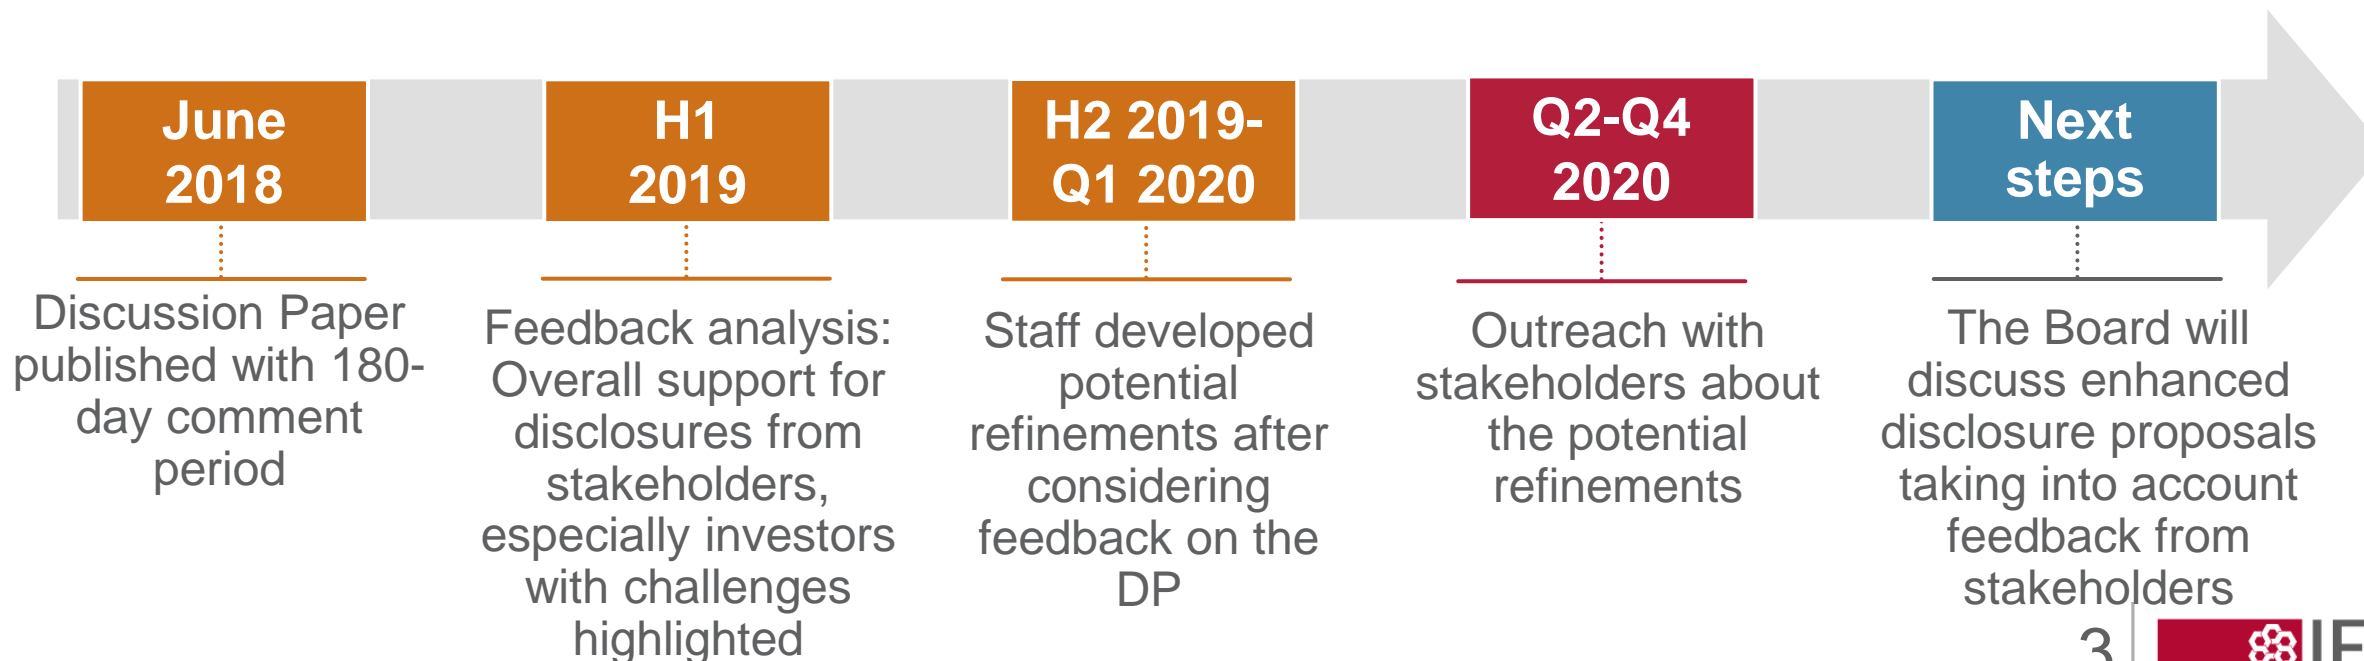 June
2018
H1
2019
H2 2019-
Q1 2020
Q2-Q4
2020
Next
steps
Discussion Paper
published with 180-
day comment
period
Feedback analysis:
Overall support for
disclosures from
stakeholders,
especially investors
with challenges
highlighted
Staff developed
potential
refinements after
considering
feedback on the
DP
Outreach with
stakeholders about
the potential
refinements
The Board will
discuss enhanced
disclosure proposals
taking into account
feedback from
stakeholders
3